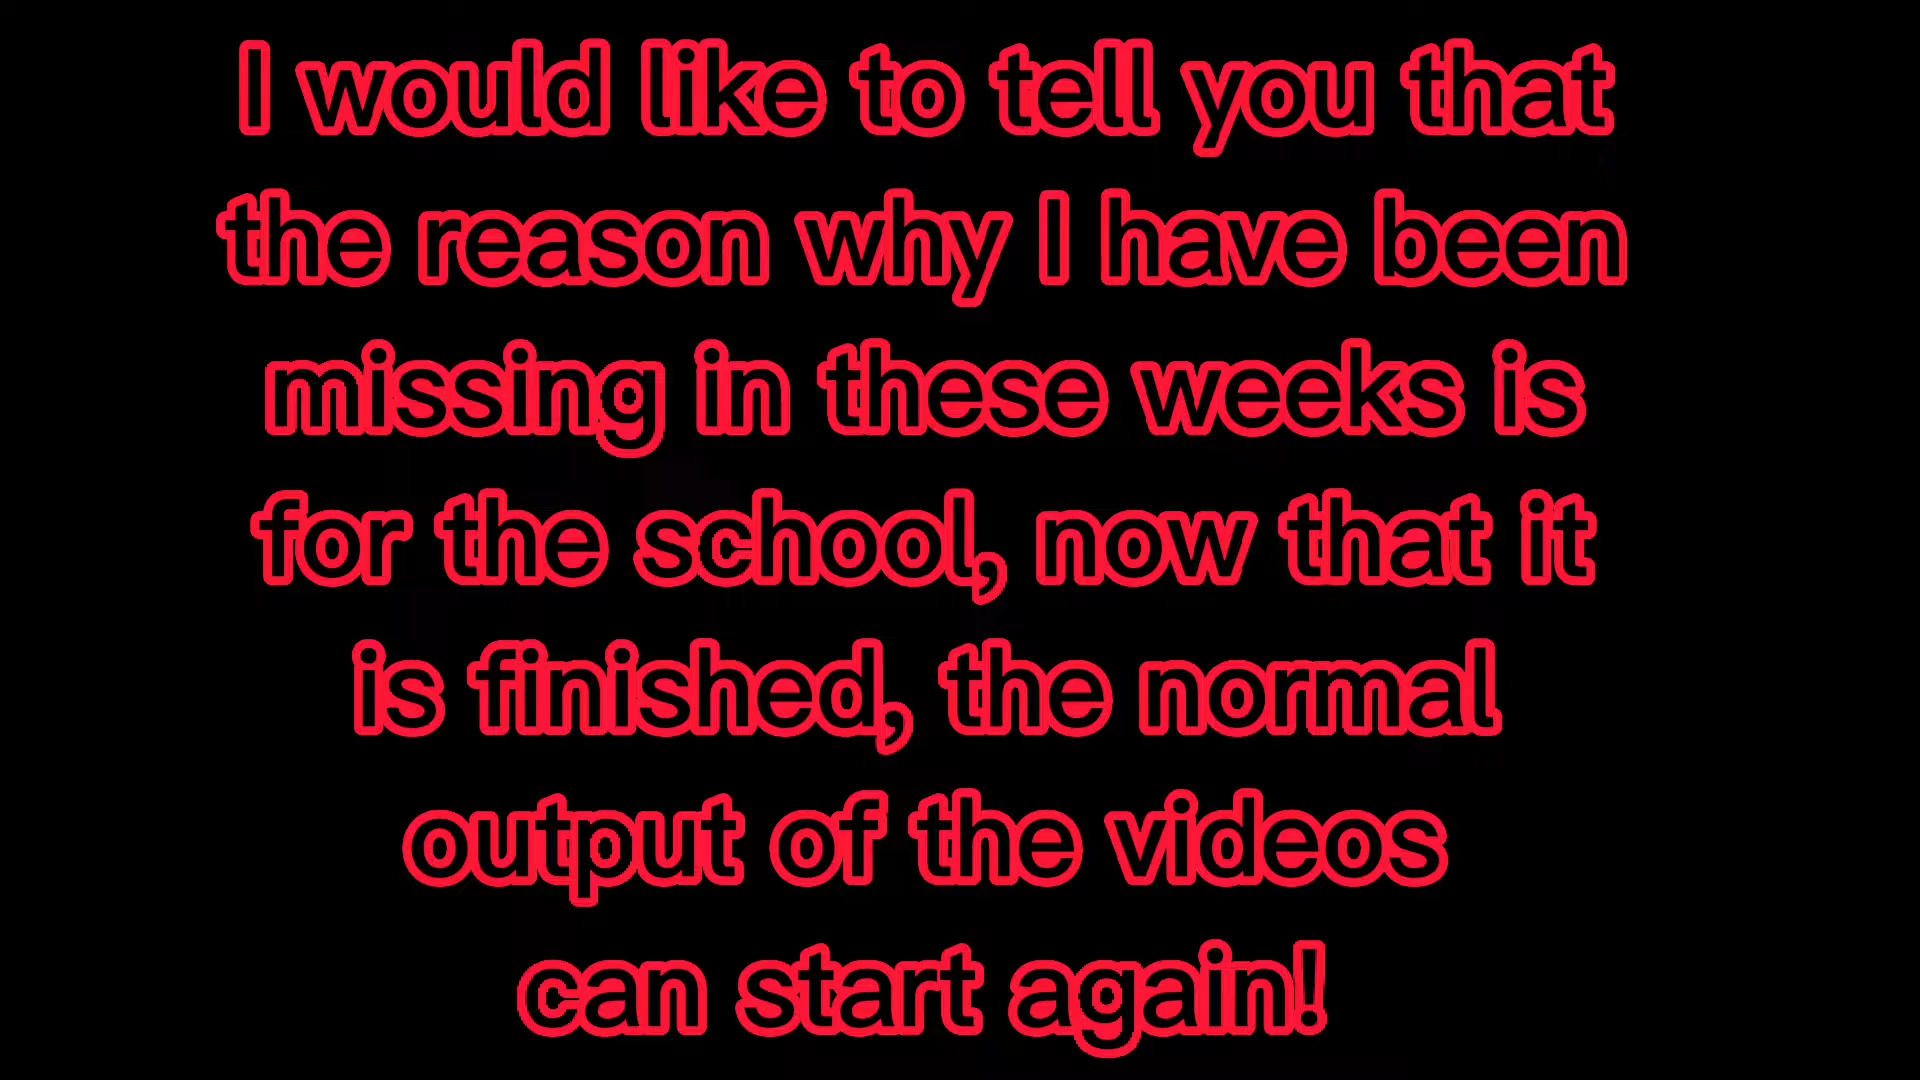 I would like to tell you that
the reason why I have been
missing in these weeks is
for the school, now that it
is finished, the normal
output of the videos
can start again!